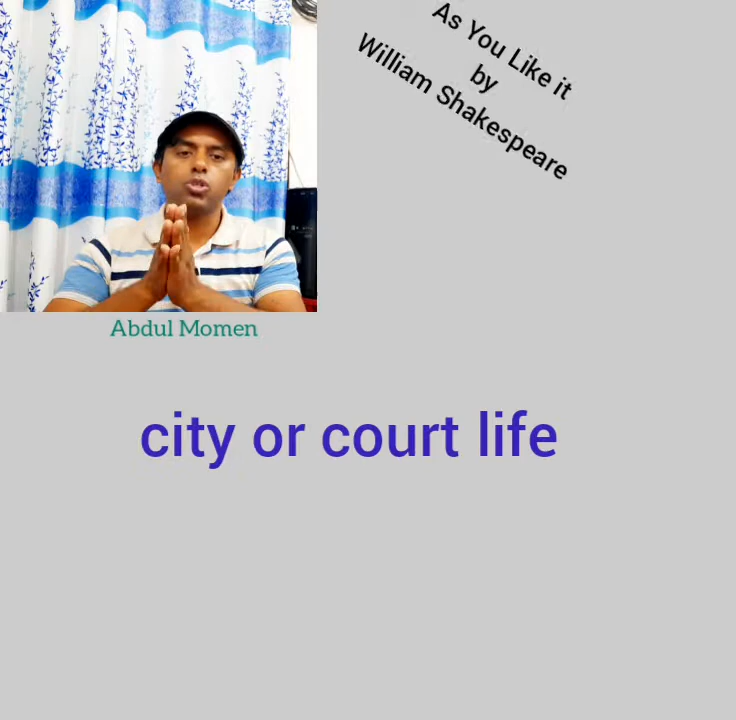 As You Like it
by
William Shakespeare
Abdul Momen
city or court life